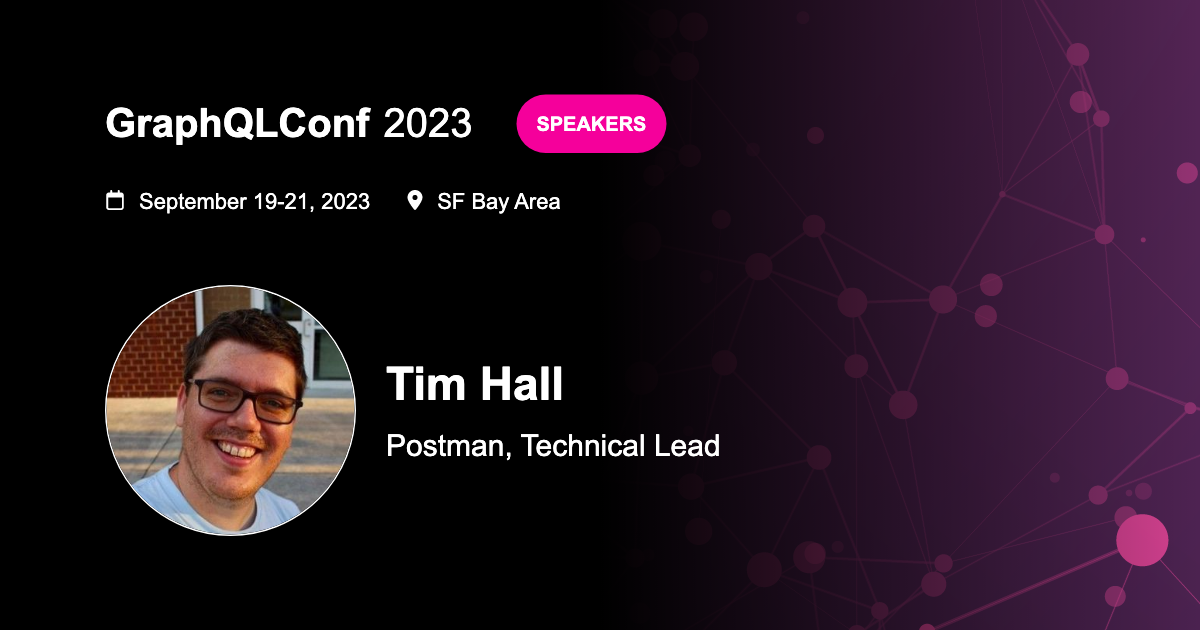 GraphQLConf 2023
SPEAKERS
September 19-21, 2023
SF Bay Area
Tim Hall
Postman, Technical Lead